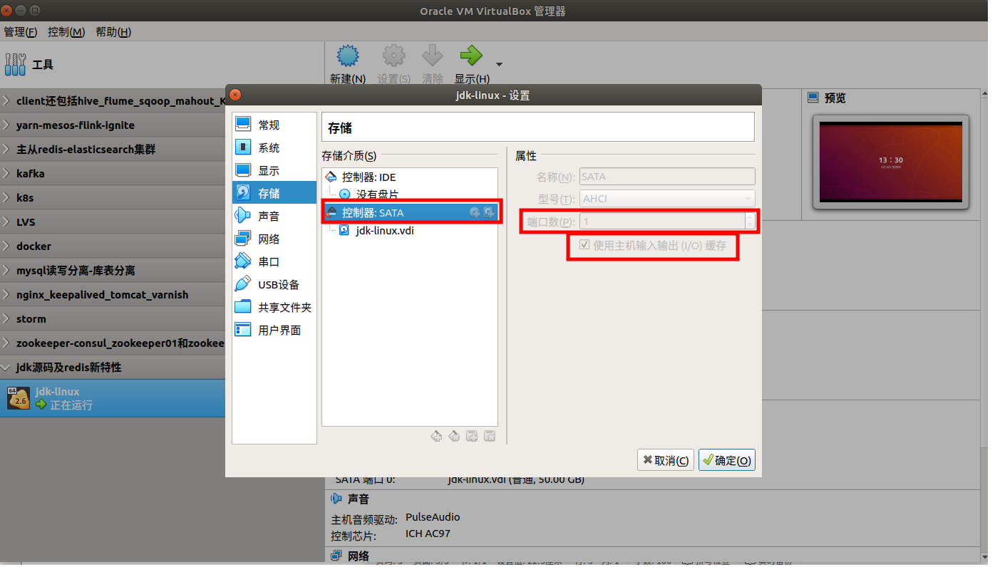 Oracle VM VirtualBox 管理器
管理(F) 控制(M) 帮助(H)
工具
新建(N) 设置(S) 清除 显示(H)
client还包括hive_flume_sqoop_mahout_K
yarn-mesos-flink-ignite
主从redis-elasticsearch集群
kafka
k8s
LVS
docker
mysql读写分离-库表分离
nginx_keepalived_tomcat_varnish
storm
zookeeper-consul_zookeeper01和zookee
jdk源码及redis新特性
64
2.6
jdk-linux
正在运行
预览
13：30
jdk-linux - 设置
常规
系统
显示
存储
声音
网络
串口
USB设备
共享文件夹
用户界面
存储
存储介质(S)
控制器: IDE
没有盘片
控制器: SATA
jdk-linux.vdi
属性
名称(N): SATA
型号(T): AHCI
端口数(P): 1
使用主机输入输出 (I/O) 缓存
取消(C) 确定(O)
SATA 端口 0: jdk-linux.vdi (普通, 50.00 GB)
声音
主机音频驱动: PulseAudio
控制芯片: ICH AC97
网络